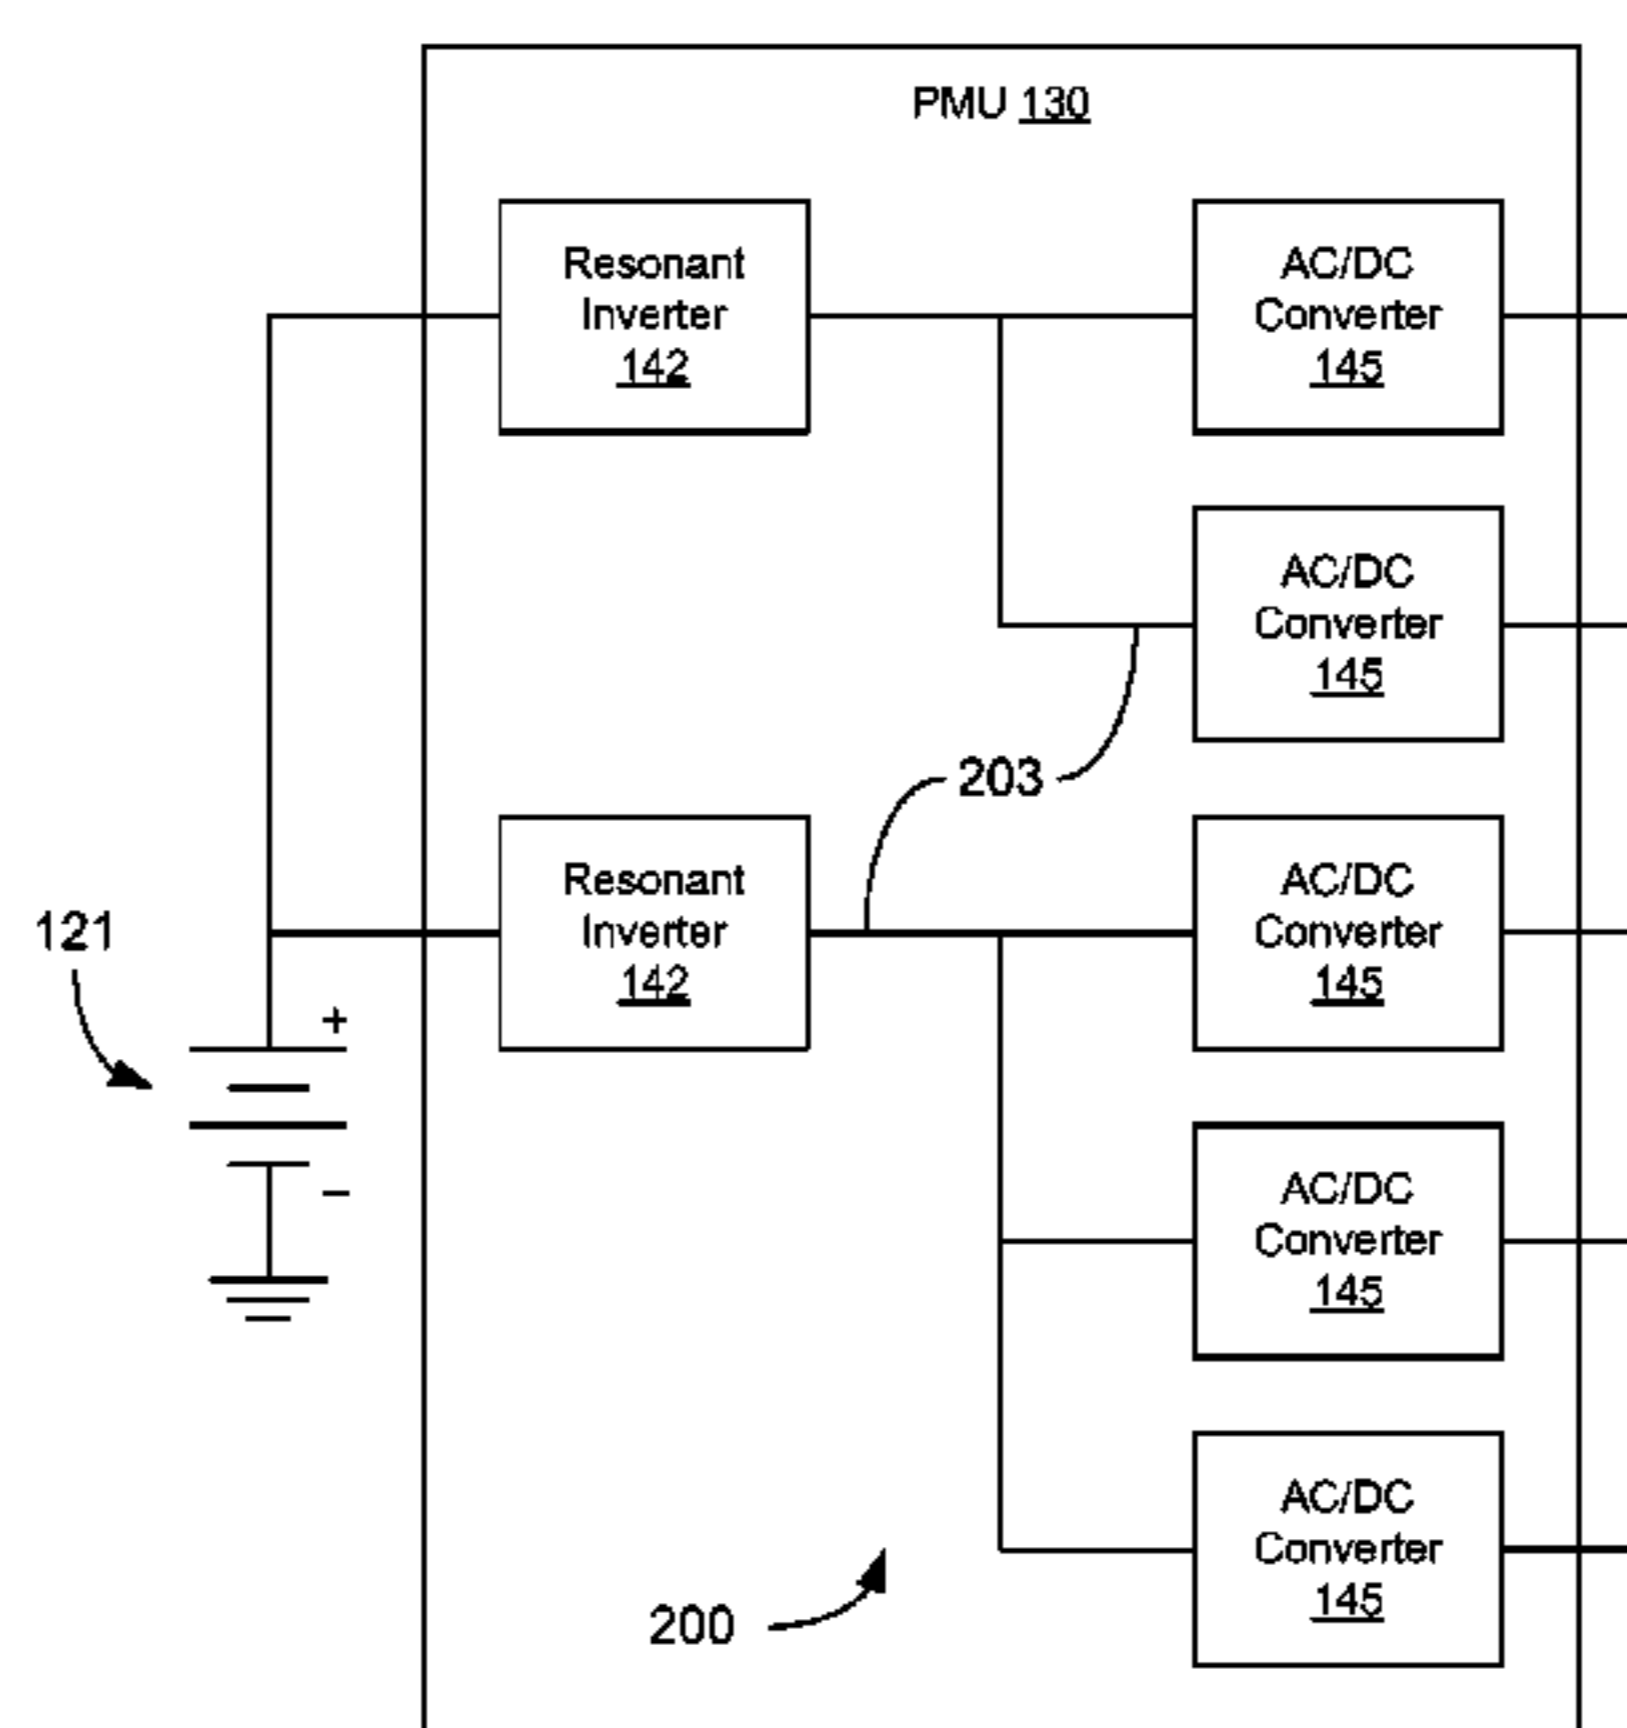 PMU 130
Resonant
Inverter
142
AC/DC
Converter
145
AC/DC
Converter
145
203
Resonant
Inverter
142
AC/DC
Converter
145
121
+
–
AC/DC
Converter
145
AC/DC
Converter
145
200